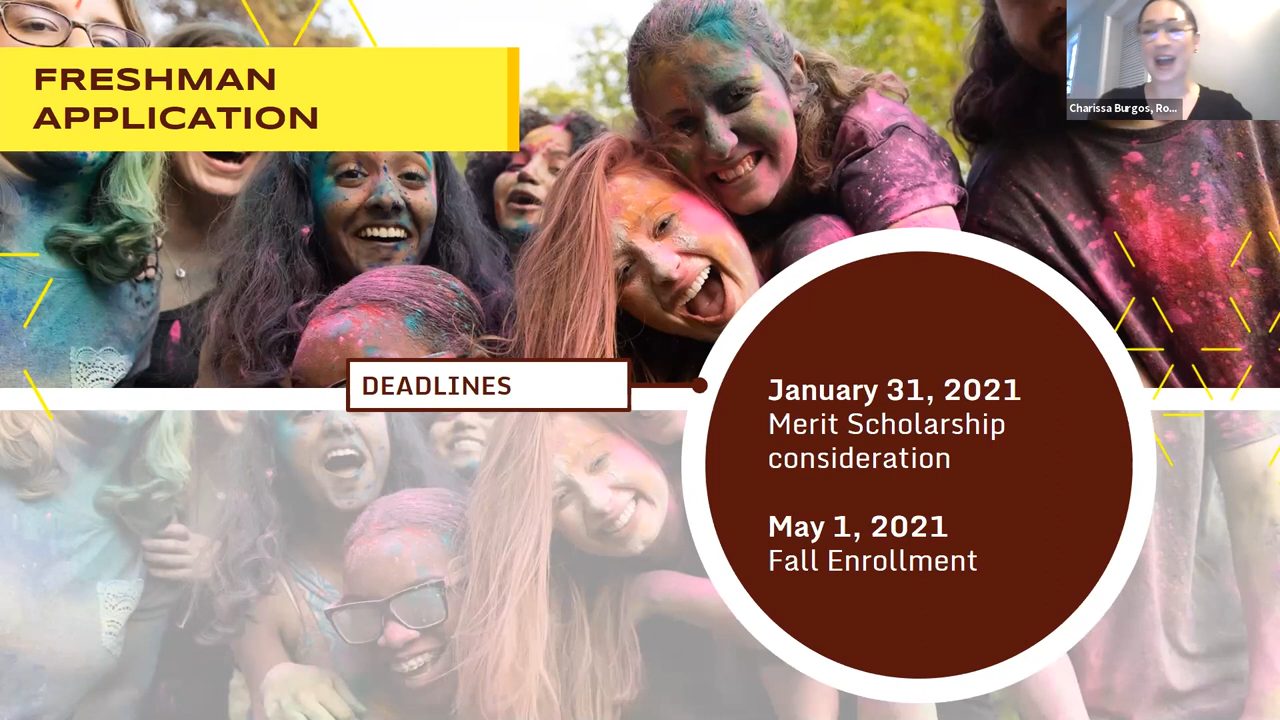 FRESHMAN
APPLICATION
Charissa Burgos, Ro...
DEADLINES
January 31, 2021
Merit Scholarship
consideration
May 1, 2021
Fall Enrollment